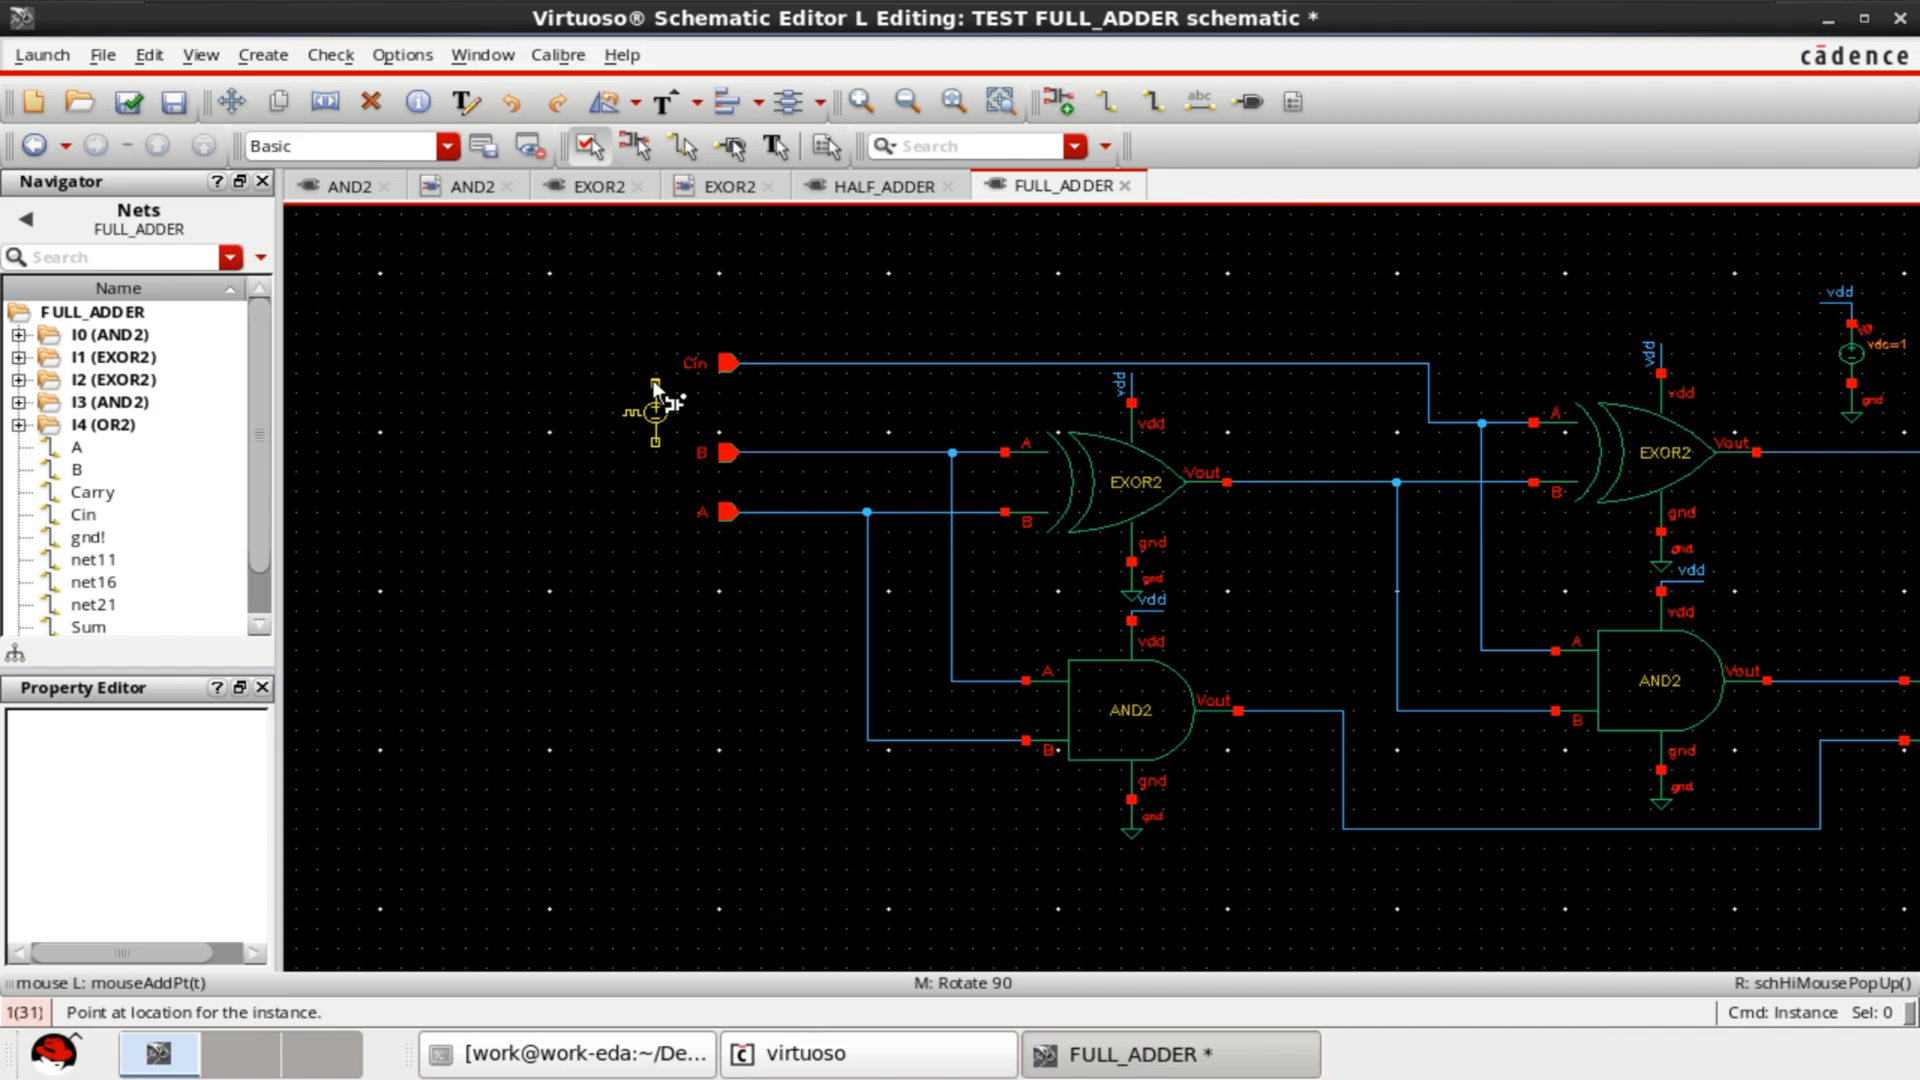 Virtuoso® Schematic Editor L Editing: TEST FULL_ADDER schematic *
Launch File Edit View Create Check Options Window Calibre Help
cādence
T
abc
Basic
Search
Navigator
Nets
FULL_ADDER
Search
Name
FULL_ADDER
I0 (AND2)
I1 (EXOR2)
I2 (EXOR2)
I3 (AND2)
I4 (OR2)
A
B
Carry
Cin
gnd!
net11
net16
net21
Sum
Property Editor
AND2
AND2
EXOR2
EXOR2
HALF_ADDER
FULL_ADDER
Cin
B
A
vdd
vdd
A
B
EXOR2
Vout
gnd
gnd
vdd
vdd
A
B
AND2
Vout
gnd
gnd
vdd
vdd
A
B
EXOR2
Vout
gnd
gnd
vdd
vdd
A
B
AND2
Vout
gnd
gnd
vdd
V0
vdc=1
gnd
mouse L: mouseAddPt(t)
M: Rotate 90
R: schHiMousePopUp()
1(31)
Point at location for the instance.
Cmd: Instance Sel: 0
[work@work-eda:~/De...
virtuoso
FULL_ADDER *